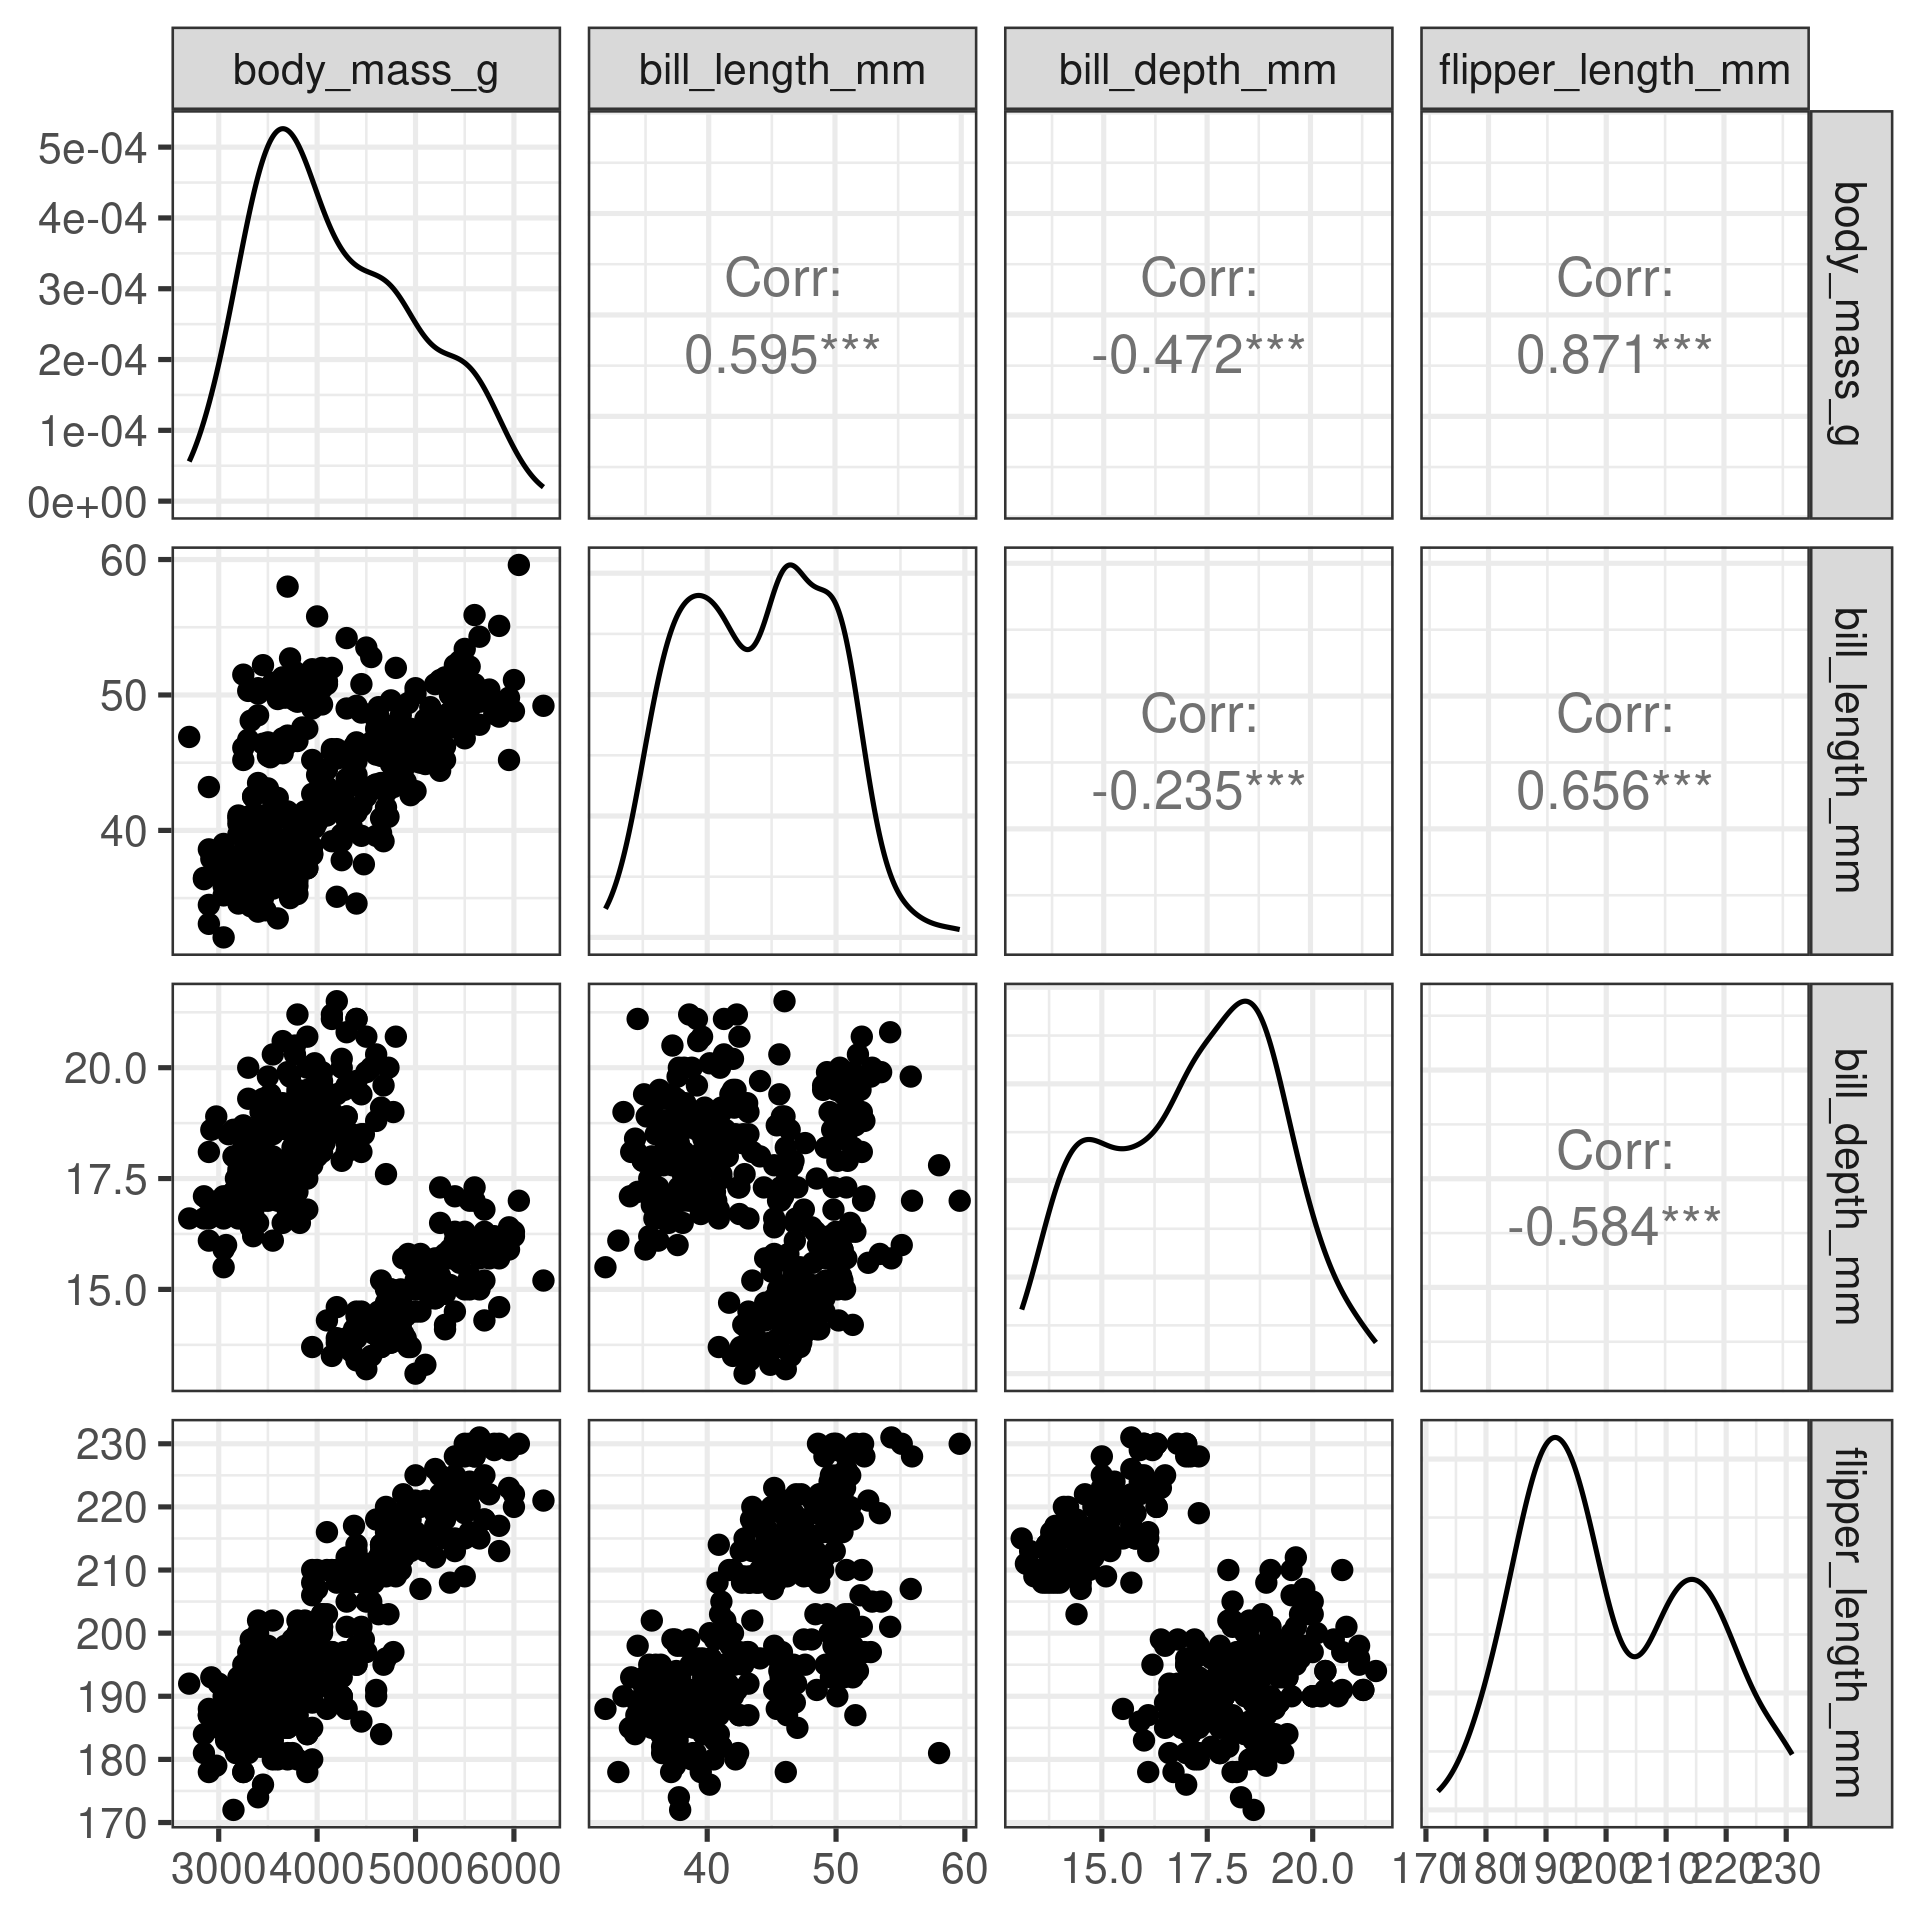 body_mass_g bill_length_mm bill_depth_mm flipper_length_mm
5e-04
4e-04
3e-04
2e-04
1e-04
0e+00
Corr:
0.595***
Corr:
-0.472***
Corr:
0.871***
body_mass_g
60
50
40
Corr:
-0.235***
Corr:
0.656***
bill_length_mm
20.0
17.5
15.0
Corr:
-0.584***
bill_depth_mm
230
220
210
200
190
180
170
flipper_length_mm
3000 4000 5000 6000 40 50 60 15.0 17.5 20.0 170 180 190 200 210 220 230